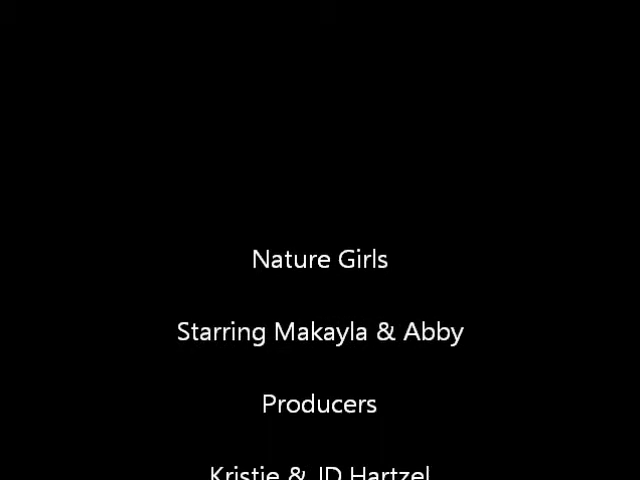 Nature Girls
Starring Makayla & Abby
Producers
Kristie & JD Hartzel